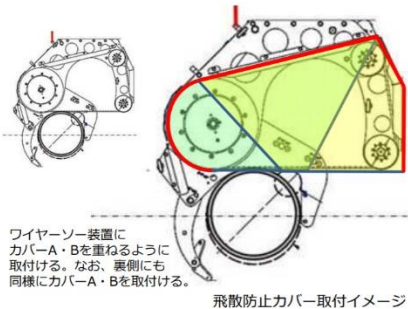 ワイヤーソー装置に
カバーA・Bを重ねるように
取付ける。なお、裏側にも
同様にカバーA・Bを取付ける。
飛散防止カバー取付イメージ